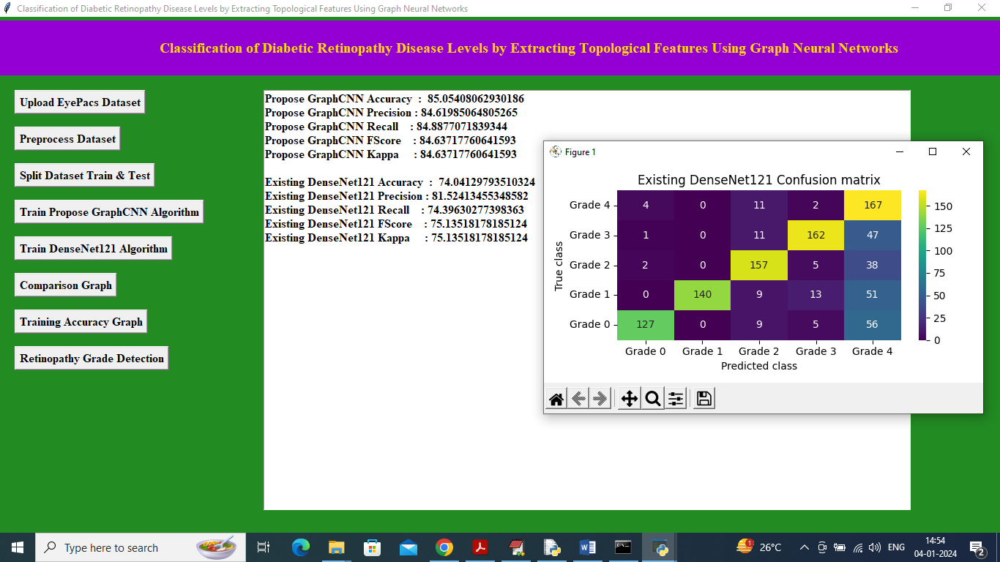 Classification of Diabetic Retinopathy Disease Levels by Extracting Topological Features Using Graph Neural Networks
Classification of Diabetic Retinopathy Disease Levels by Extracting Topological Features Using Graph Neural Networks
Upload EyePacs Dataset
Preprocess Dataset
Split Dataset Train & Test
Train Propose GraphCNN Algorithm
Train DenseNet121 Algorithm
Comparison Graph
Training Accuracy Graph
Retinopathy Grade Detection
Propose GraphCNN Accuracy : 85.05408062930186
Propose GraphCNN Precision : 84.61985064805265
Propose GraphCNN Recall : 84.8877071839344
Propose GraphCNN FScore : 84.63717760641593
Propose GraphCNN Kappa : 84.63717760641593
Existing DenseNet121 Accuracy : 74.04129793510324
Existing DenseNet121 Precision : 81.52413455348582
Existing DenseNet121 Recall : 74.39630277398363
Existing DenseNet121 FScore : 75.13518178185124
Existing DenseNet121 Kappa : 75.13518178185124
Figure 1
Existing DenseNet121 Confusion matrix
Grade 4 4 0 11 2 167
Grade 3 1 0 11 162 47
Grade 2 2 0 157 5 38
Grade 1 0 140 9 13 51
Grade 0 127 0 9 5 56
Grade 0 Grade 1 Grade 2 Grade 3 Grade 4
Predicted class
True class
150
125
100
75
50
25
0
Type here to search
1
26°C
ENG
14:54
04-01-2024
2